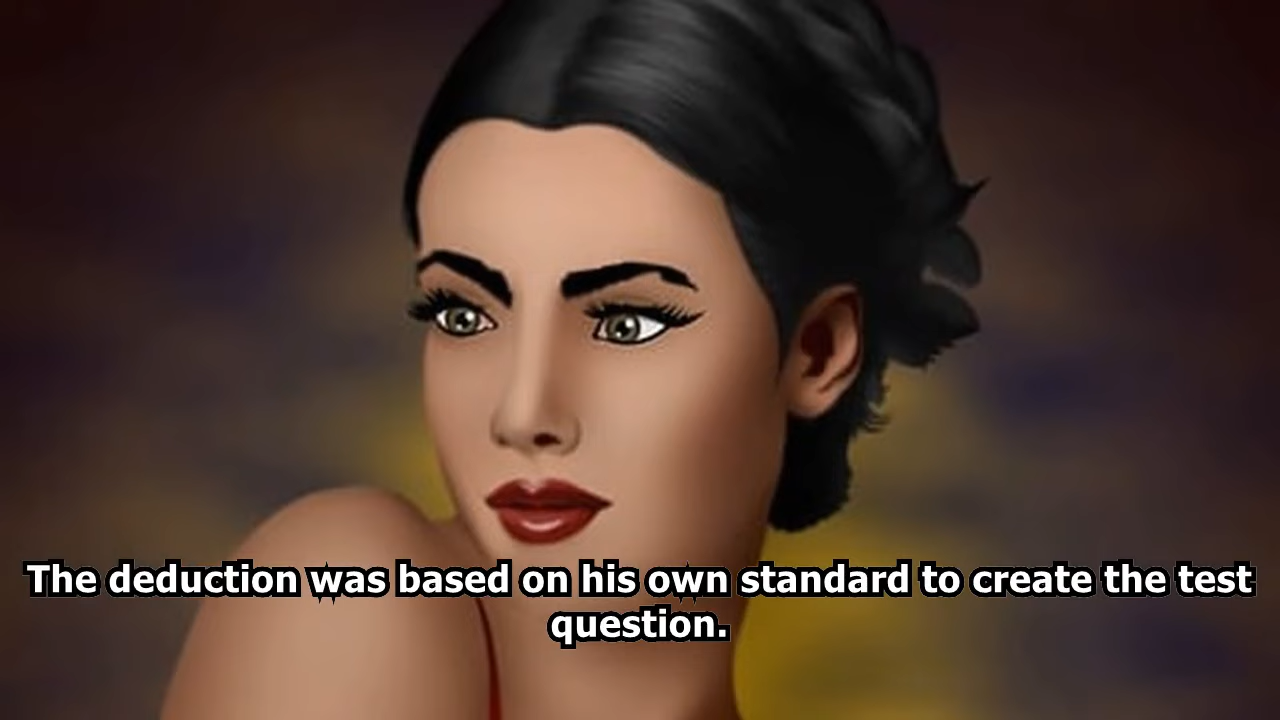 The deduction was based on his own standard to create the test
question.